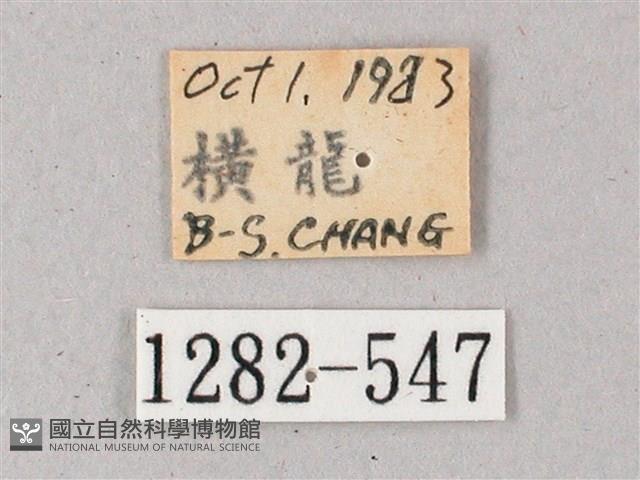 Oct 1. 1983
橫龍
B-S. CHANG
1282-547
國立自然科學博物館
NATIONAL MUSEUM OF NATURAL SCIENCE